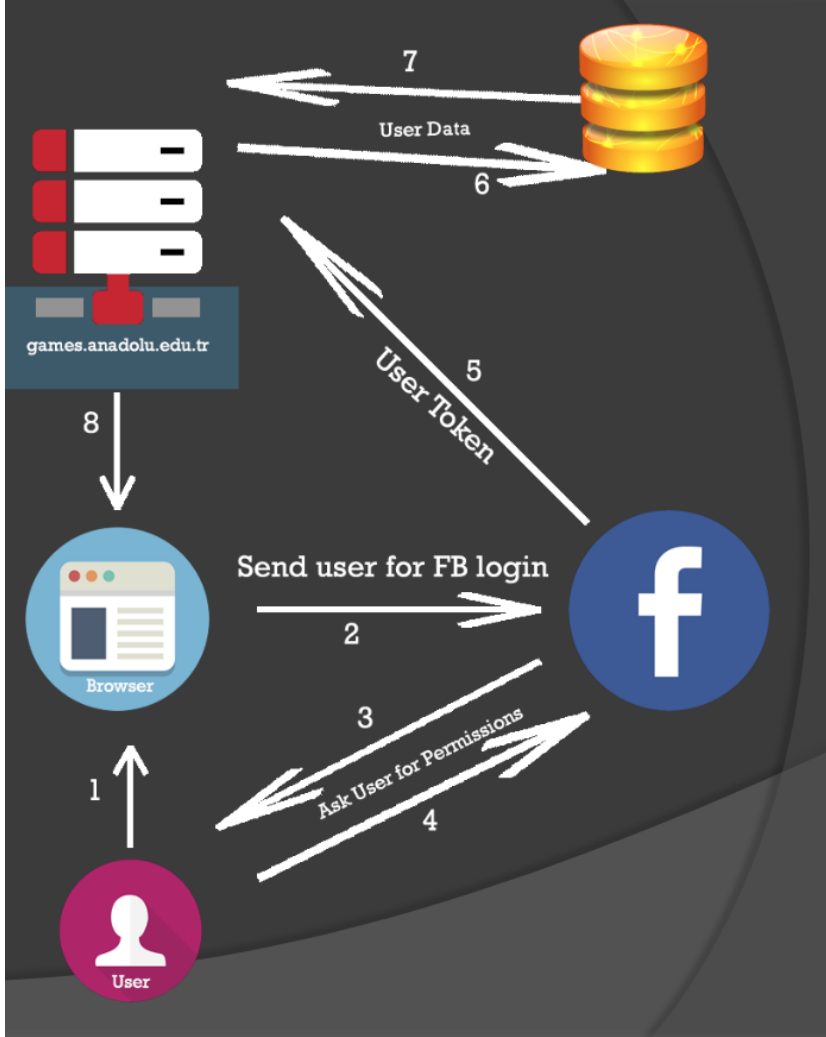 7
User Data
6
games.anadolu.edu.tr
5
User Token
8
Send user for FB login
2
f
Browser
3
Ask User for Permissions
1
4
User